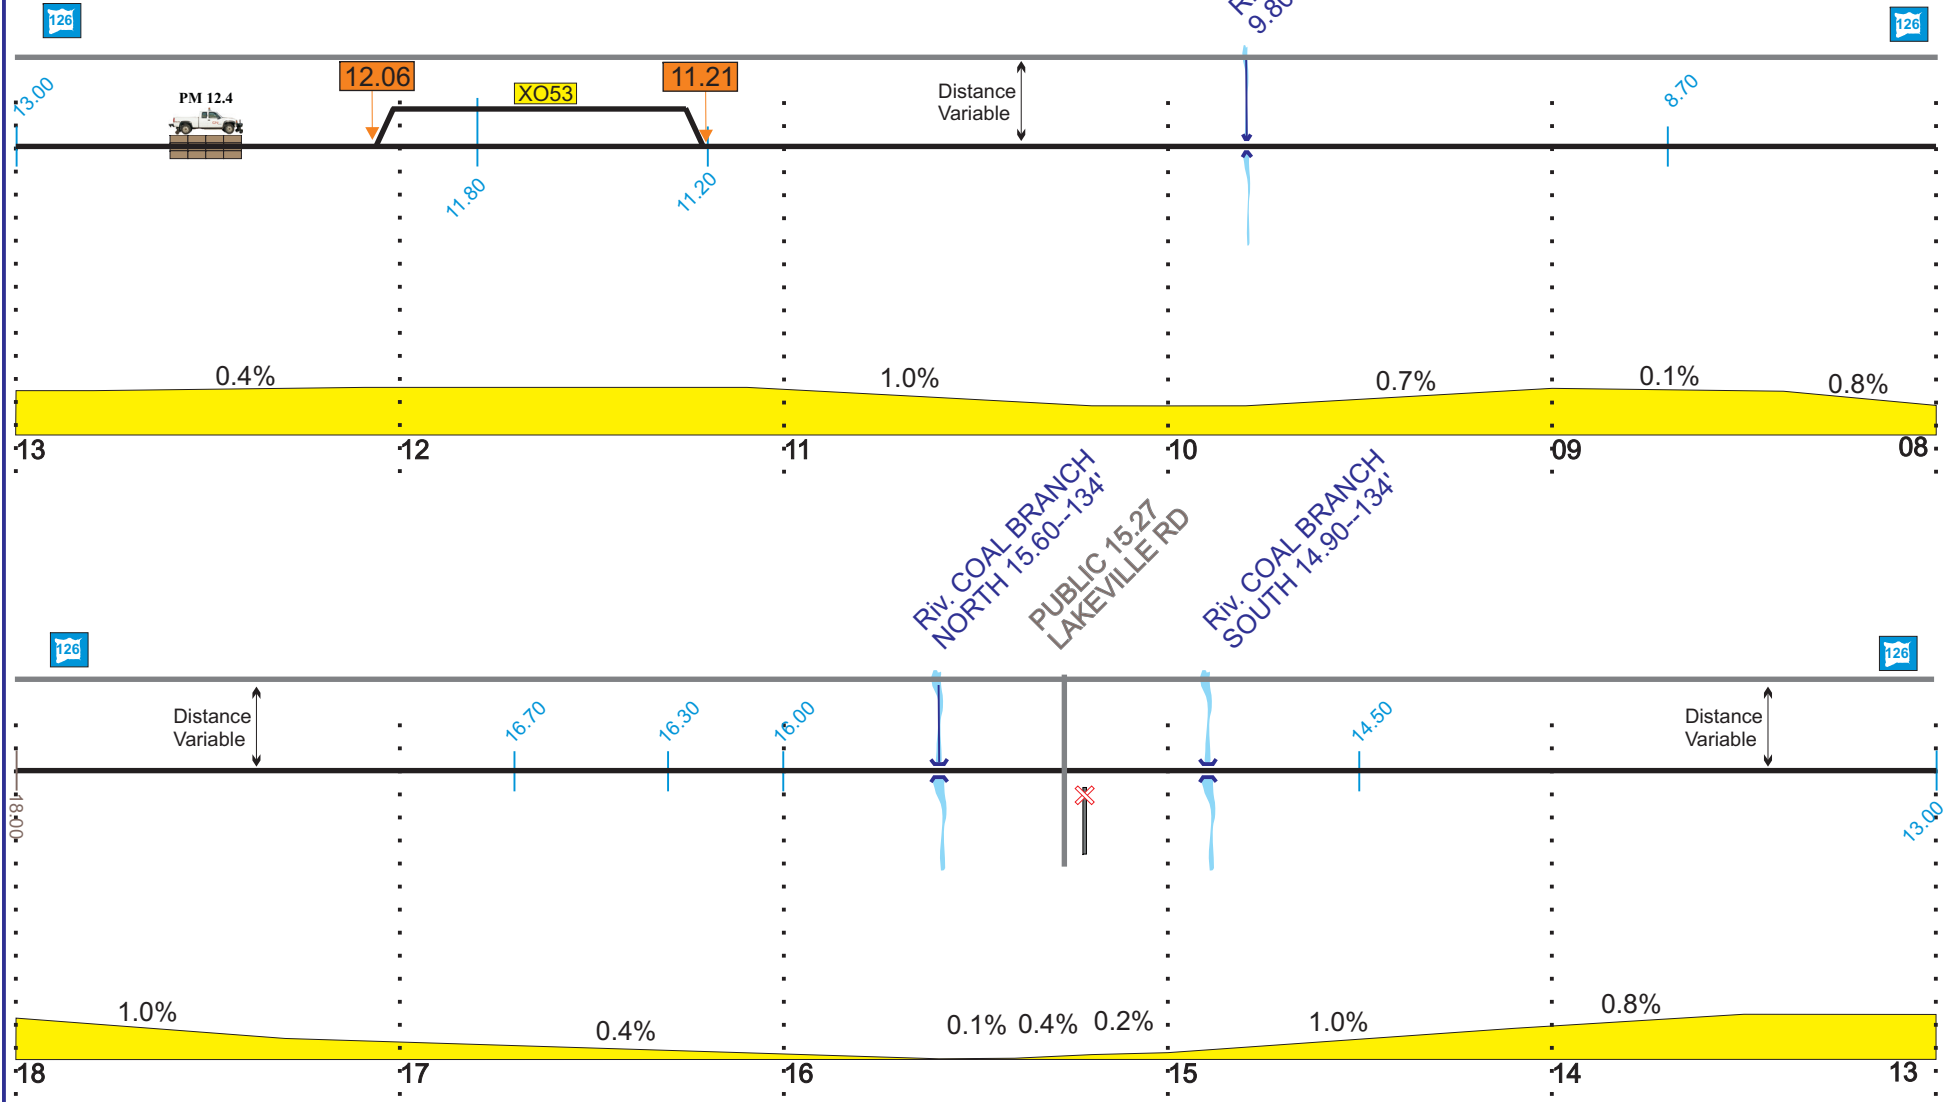 126
126
9.80
13.00
PM 12.4
12.06
XO53
11.21
Distance
Variable
8.70
11.80
11.20
0.4%
1.0%
0.7%
0.1%
0.8%
13
12
11
10
09
08
Riv. COAL BRANCH
NORTH 15.60--134'
PUBLIC 15.27
LAKEVILLE RD
Riv. COAL BRANCH
SOUTH 14.90--134'
126
126
Distance
Variable
16.70
16.30
16.00
14.50
Distance
Variable
18.00
13.00
1.0%
0.4%
0.1%
0.4%
0.2%
1.0%
0.8%
18
17
16
15
14
13